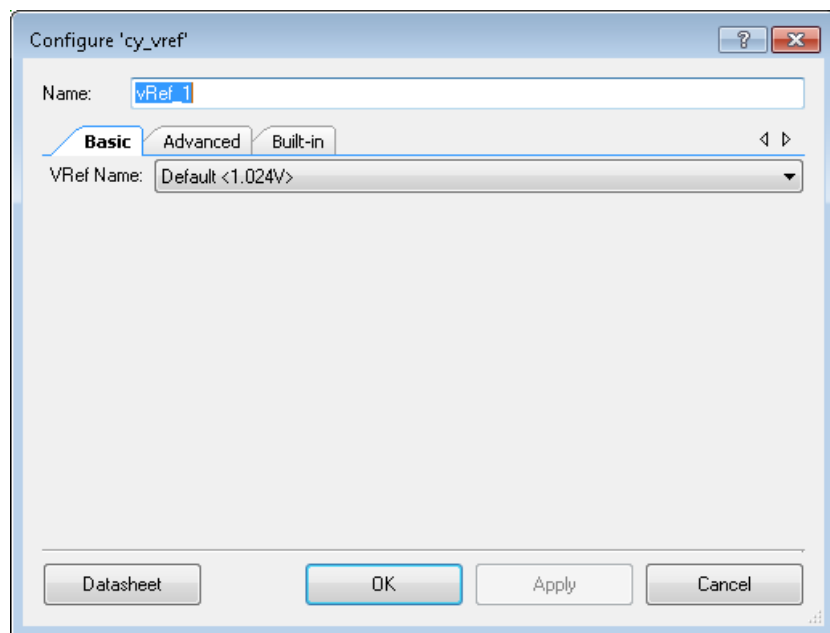 Configure 'cy_vref'
?
Name: vRef_1
Basic Advanced Built-in
VRef Name: Default <1.024V>
Datasheet OK Apply Cancel